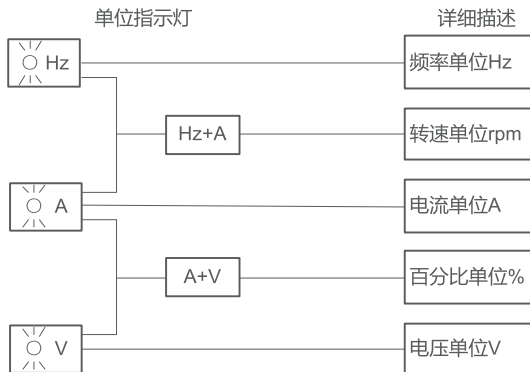 单位指示灯 详细描述
Hz 频率单位Hz
Hz+A 转速单位rpm
A 电流单位A
A+V 百分比单位%
V 电压单位V